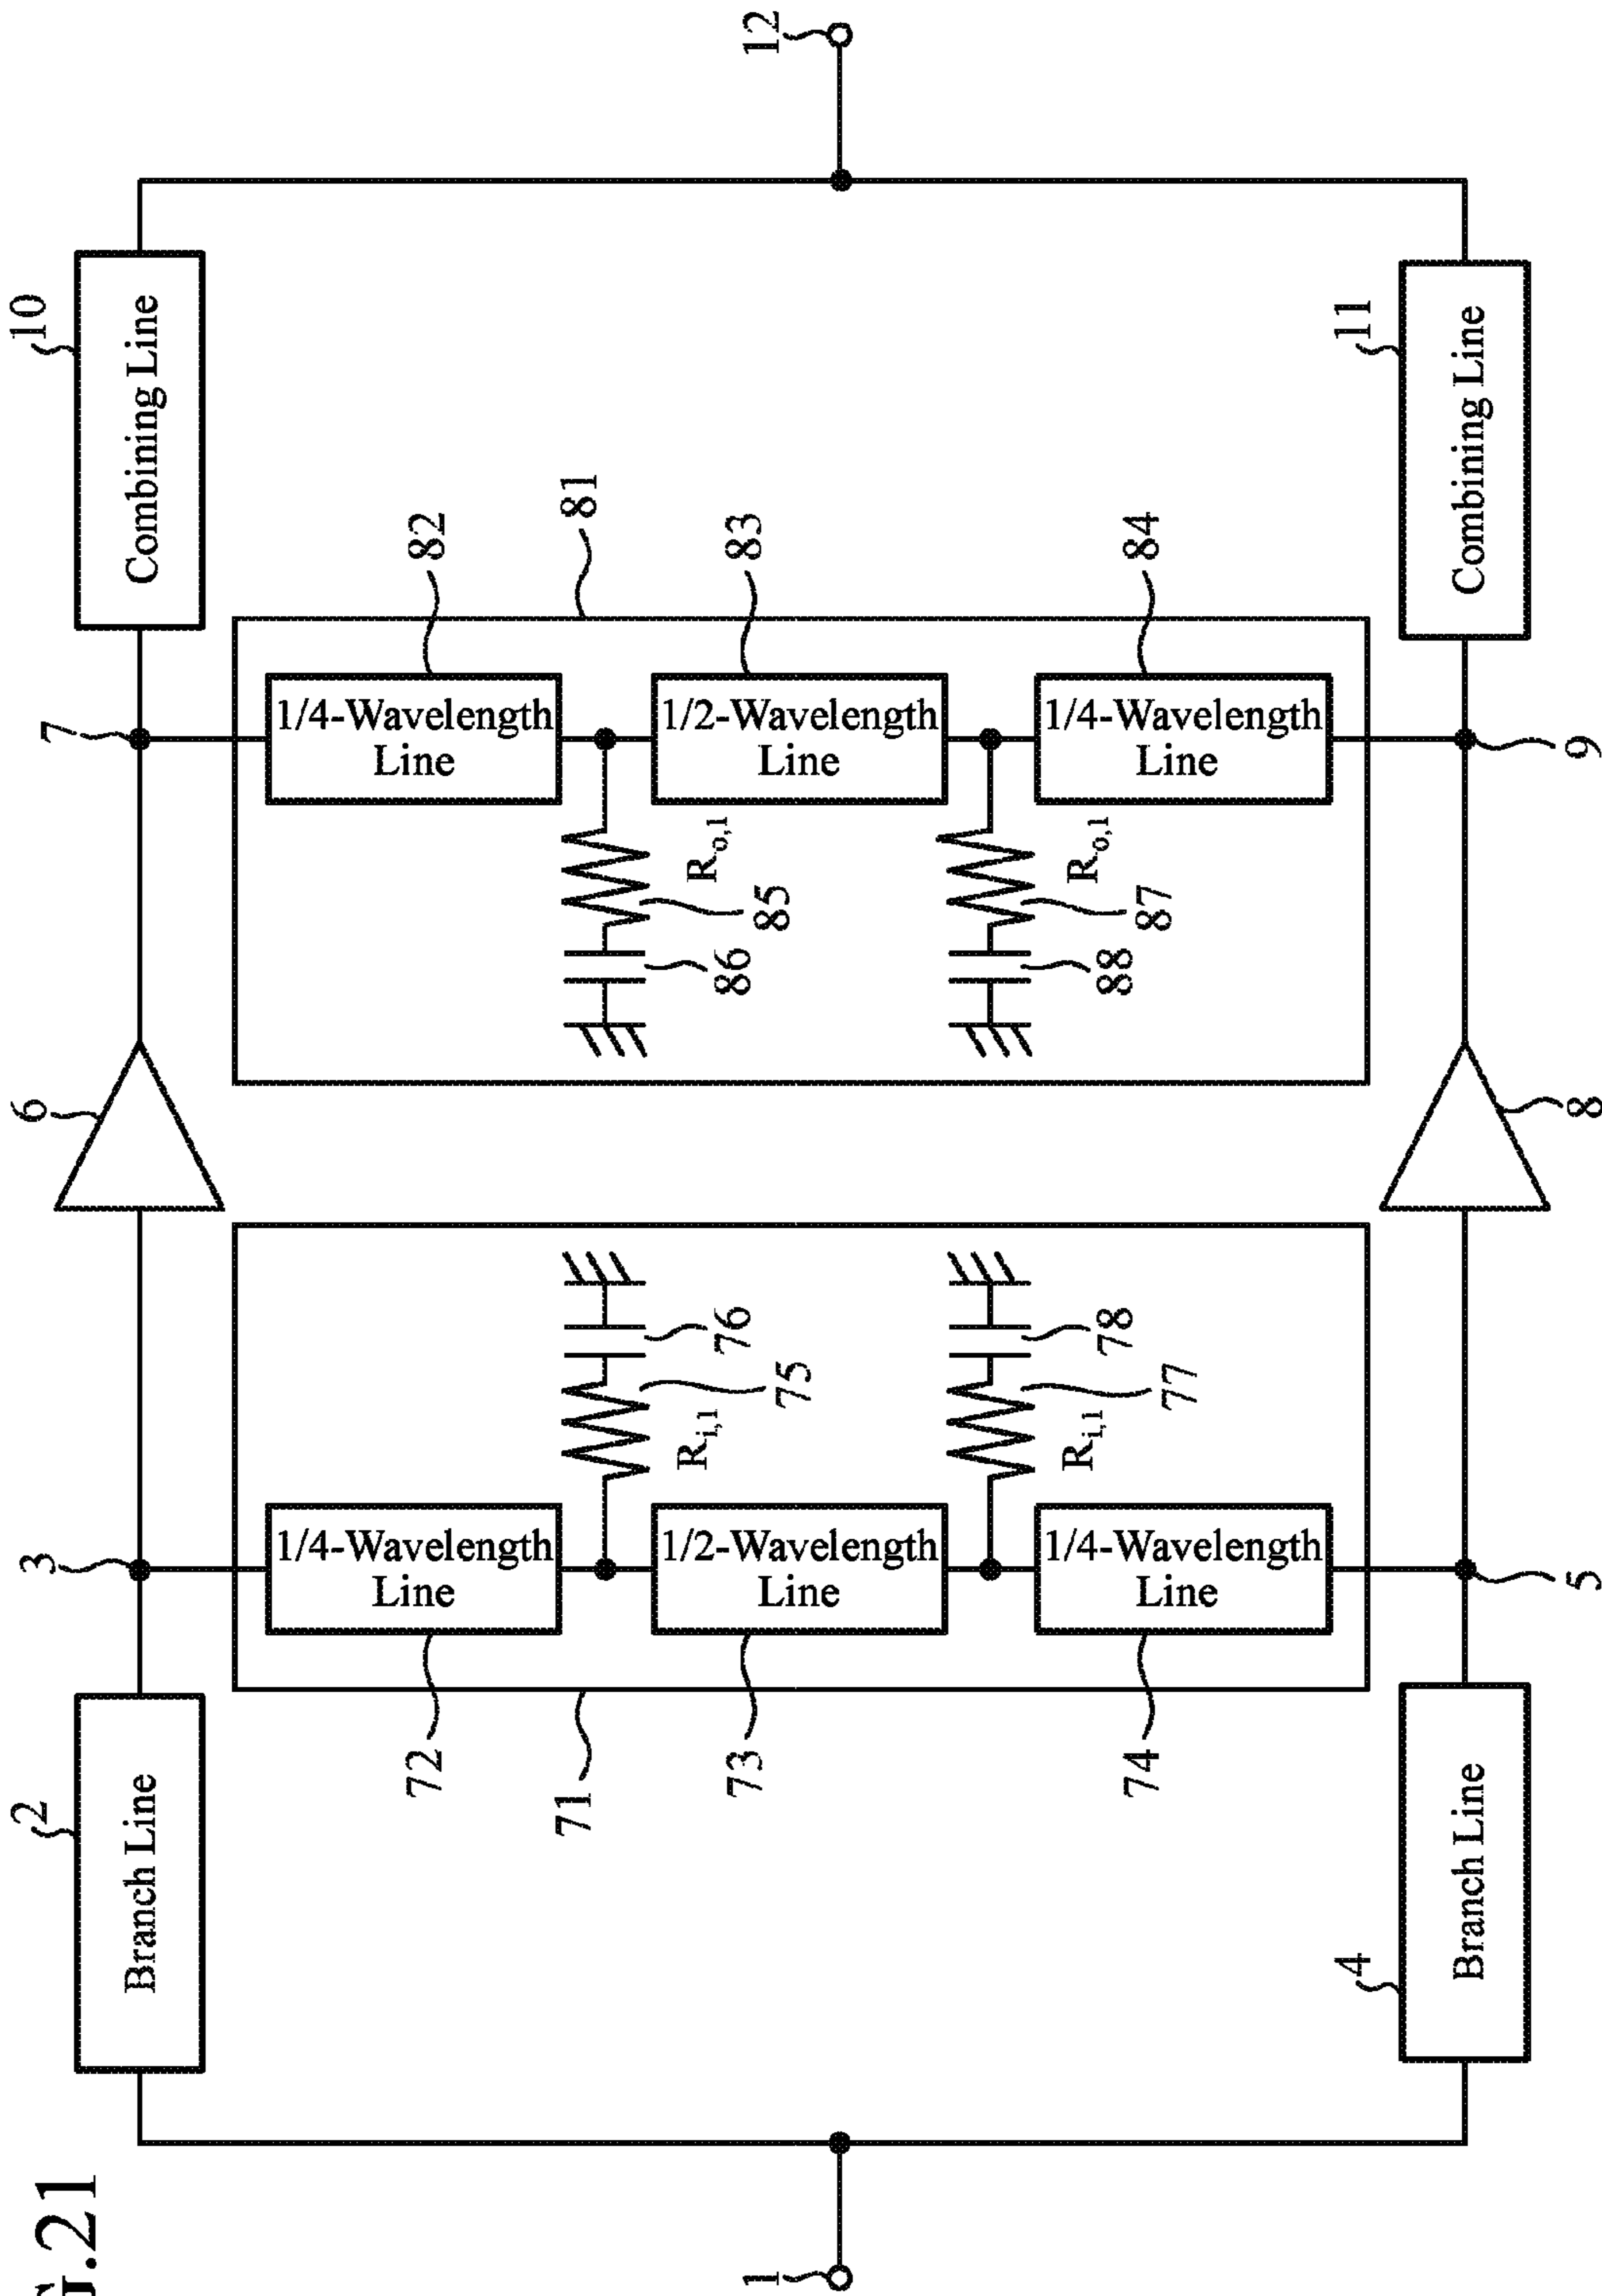 G.21
1
2
Branch Line
3
4
Branch Line
5
6
7
8
9
10
Combining Line
11
Combining Line
12
71
72
1/4-Wavelength
Line
73
1/2-Wavelength
Line
74
1/4-Wavelength
Line
R_{i,1}
75
76
R_{i,1}
77
78
81
82
1/4-Wavelength
Line
83
1/2-Wavelength
Line
84
1/4-Wavelength
Line
R_{o,1}
85
86
R_{o,1}
87
88